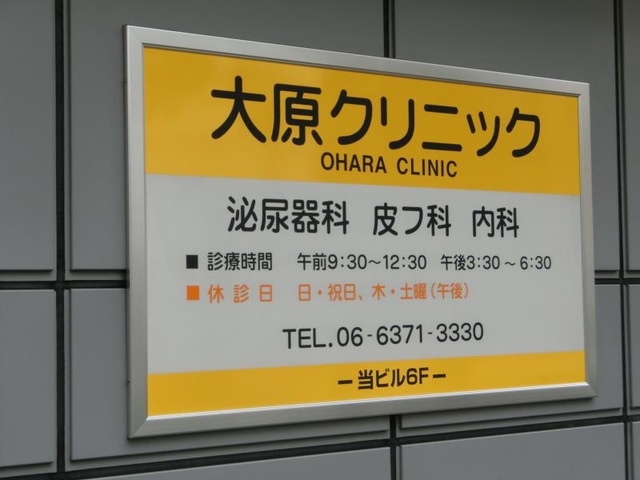 大原クリニック
OHARA CLINIC
泌尿器科 皮フ科 内科
■ 診療時間 午前9:30～12:30 午後3:30～6:30
■ 休診日 日・祝日、木・土曜(午後)
TEL.06-6371-3330
－当ビル6F－